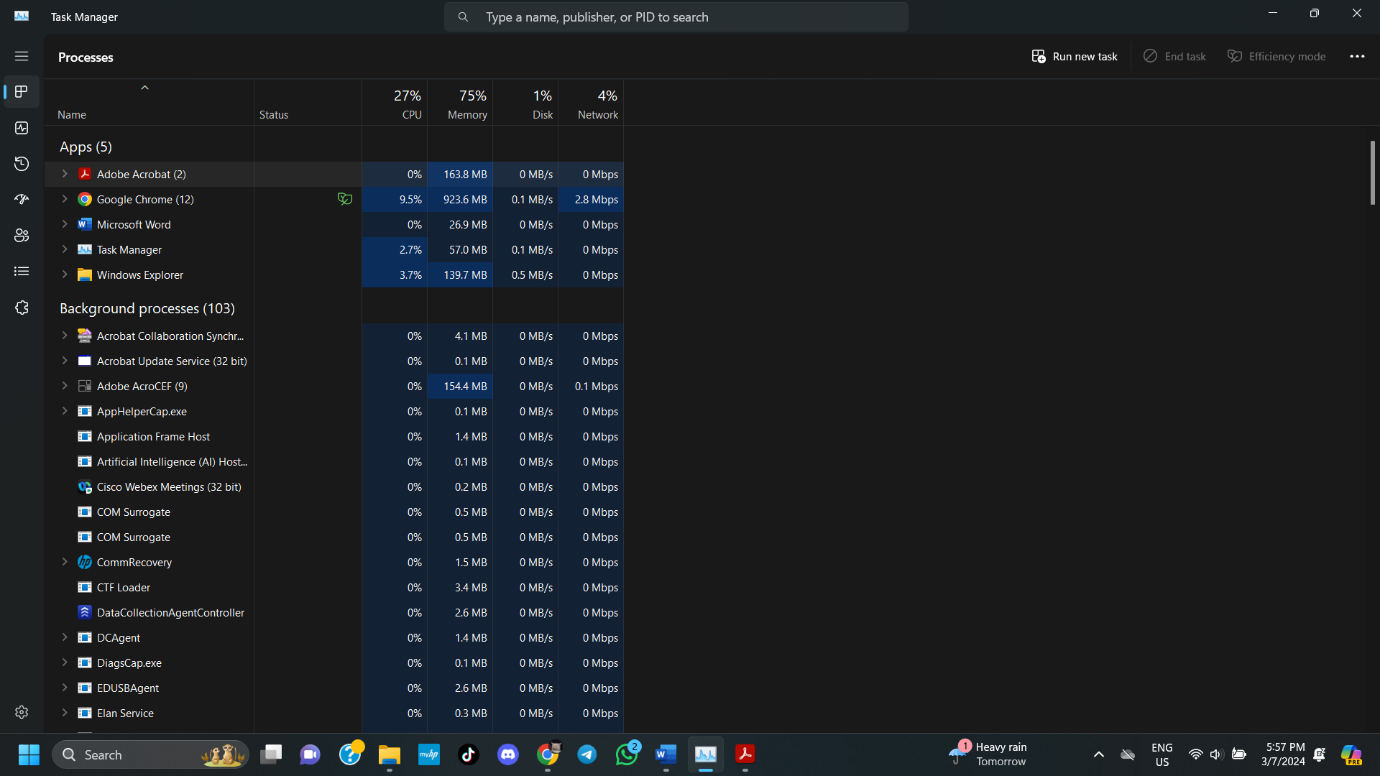 Task Manager
Type a name, publisher, or PID to search
Processes
Run new task
End task
Efficiency mode
27% 75% 1% 4%
Name Status CPU Memory Disk Network
Apps (5)
Adobe Acrobat (2) 0% 163.8 MB 0 MB/s 0 Mbps
Google Chrome (12) 9.5% 923.6 MB 0.1 MB/s 2.8 Mbps
Microsoft Word 0% 26.9 MB 0 MB/s 0 Mbps
Task Manager 2.7% 57.0 MB 0.1 MB/s 0 Mbps
Windows Explorer 3.7% 139.7 MB 0.5 MB/s 0 Mbps
Background processes (103)
Acrobat Collaboration Synchr... 0% 4.1 MB 0 MB/s 0 Mbps
Acrobat Update Service (32 bit) 0% 0.1 MB 0 MB/s 0 Mbps
Adobe AcroCEF (9) 0% 154.4 MB 0 MB/s 0.1 Mbps
AppHelperCap.exe 0% 0.1 MB 0 MB/s 0 Mbps
Application Frame Host 0% 1.4 MB 0 MB/s 0 Mbps
Artificial Intelligence (AI) Host... 0% 0.1 MB 0 MB/s 0 Mbps
Cisco Webex Meetings (32 bit) 0% 0.2 MB 0 MB/s 0 Mbps
COM Surrogate 0% 0.5 MB 0 MB/s 0 Mbps
COM Surrogate 0% 0.5 MB 0 MB/s 0 Mbps
CommRecovery 0% 1.5 MB 0 MB/s 0 Mbps
CTF Loader 0% 3.4 MB 0 MB/s 0 Mbps
DataCollectionAgentController 0% 2.6 MB 0 MB/s 0 Mbps
DCAgent 0% 1.4 MB 0 MB/s 0 Mbps
DiagsCap.exe 0% 0.1 MB 0 MB/s 0 Mbps
EDUSBAgent 0% 2.6 MB 0 MB/s 0 Mbps
Elan Service 0% 0.3 MB 0 MB/s 0 Mbps
Search
myhp
2
1
Heavy rain
Tomorrow
ENG
US
5:57 PM
3/7/2024
PRE